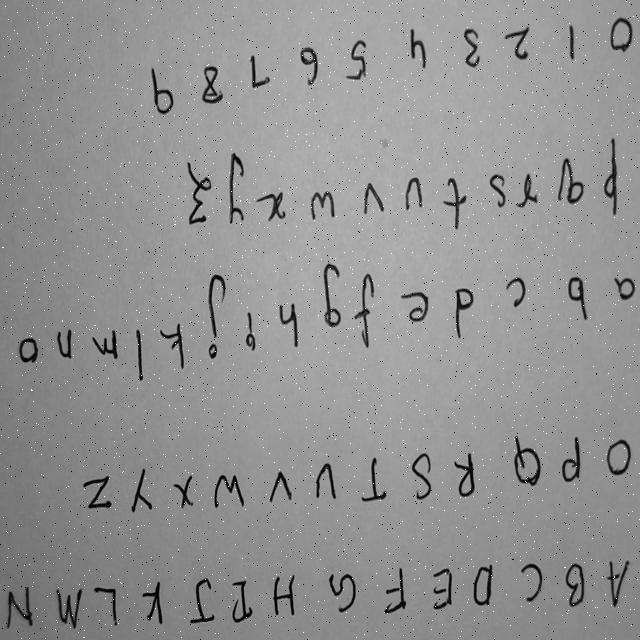 A B C D E F G H I J K L M N
O P Q R S T U V W X Y Z
a b c d e f g h i j k l m n o
p q r s t u v w x y z
0 1 2 3 4 5 6 7 8 9